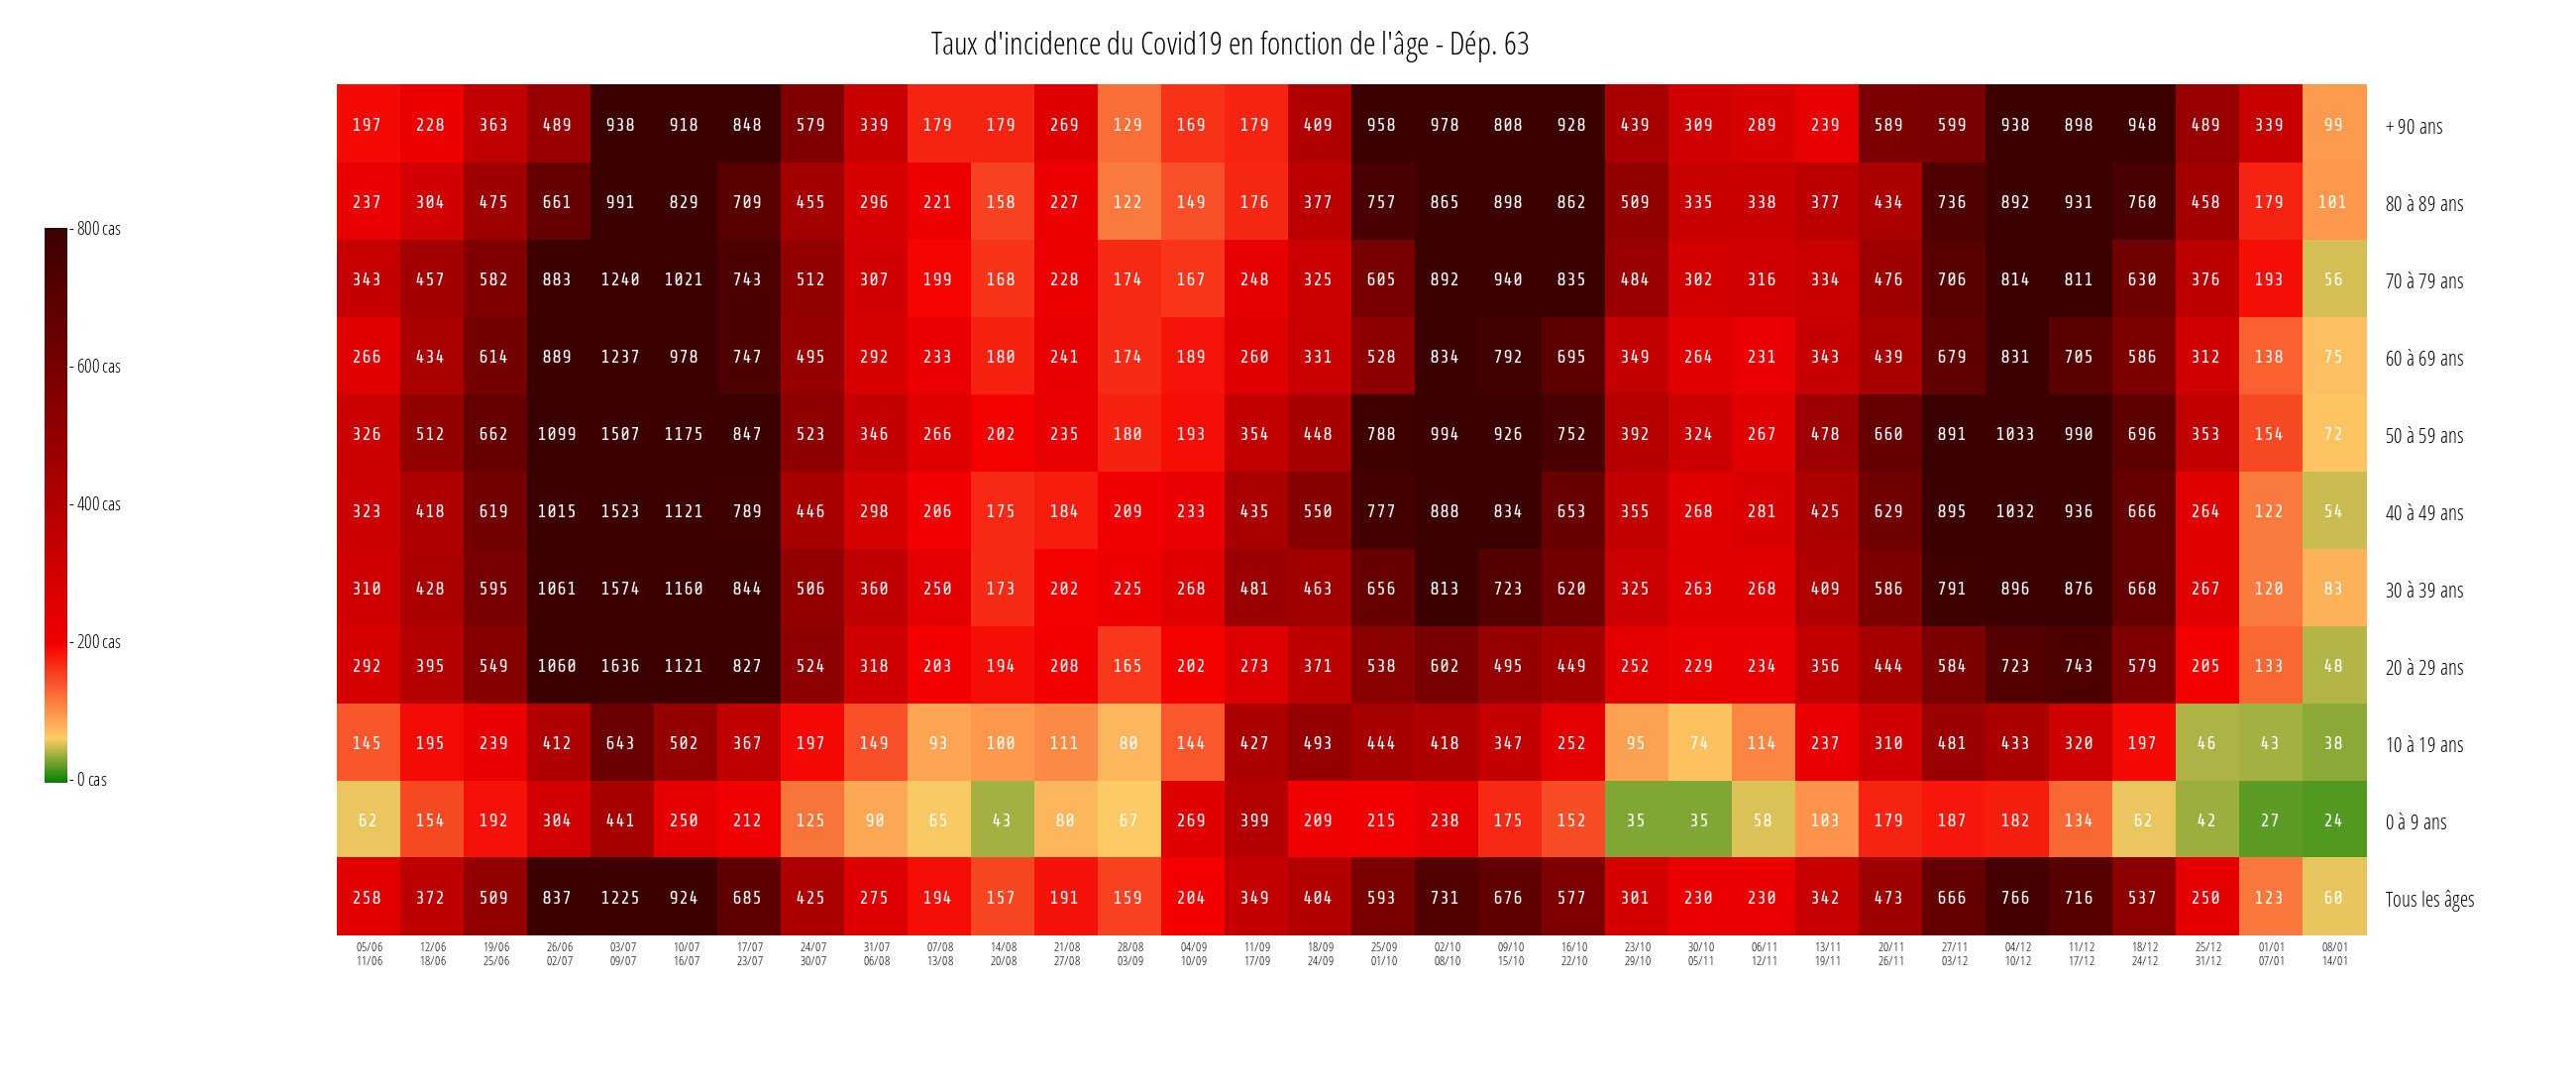 Taux d'incidence du Covid19 en fonction de l'âge - Dép. 63
- 800 cas
- 600 cas
- 400 cas
- 200 cas
- 0 cas
197 228 363 489 938 918 848 579 339 179 179 269 129 169 179 409 958 978 808 928 439 309 289 239 589 599 938 898 948 489 339 99 + 90 ans
237 304 475 661 991 829 709 455 296 221 158 227 122 149 176 377 757 865 898 862 509 335 338 377 434 736 892 931 760 458 179 101 80 à 89 ans
343 457 582 883 1240 1021 743 512 307 199 168 228 174 167 248 325 605 892 940 835 484 302 316 334 476 706 814 811 630 376 193 56 70 à 79 ans
266 434 614 889 1237 978 747 495 292 233 180 241 174 189 260 331 528 834 792 695 349 264 231 343 439 679 831 705 586 312 138 75 60 à 69 ans
326 512 662 1099 1507 1175 847 523 346 266 202 235 180 193 354 448 788 994 926 752 392 324 267 478 660 891 1033 990 696 353 154 72 50 à 59 ans
323 418 619 1015 1523 1121 789 446 298 206 175 184 209 233 435 550 777 888 834 653 355 268 281 425 629 895 1032 936 666 264 122 54 40 à 49 ans
310 428 595 1061 1574 1160 844 506 360 250 173 202 225 268 481 463 656 813 723 620 325 263 268 409 586 791 896 876 668 267 120 83 30 à 39 ans
292 395 549 1060 1636 1121 827 524 318 203 194 208 165 202 273 371 538 602 495 449 252 229 234 356 444 584 723 743 579 205 133 48 20 à 29 ans
145 195 239 412 643 502 367 197 149 93 100 111 80 144 427 493 444 418 347 252 95 74 114 237 310 481 433 320 197 46 43 38 10 à 19 ans
62 154 192 304 441 250 212 125 90 65 43 80 67 269 399 209 215 238 175 152 35 35 58 103 179 187 182 134 62 42 27 24 0 à 9 ans
258 372 509 837 1225 924 685 425 275 194 157 191 159 204 349 404 593 731 676 577 301 230 230 342 473 666 766 716 537 250 123 60 Tous les âges
05/06 12/06 19/06 26/06 03/07 10/07 17/07 24/07 31/07 07/08 14/08 21/08 28/08 04/09 11/09 18/09 25/09 02/10 09/10 16/10 23/10 30/10 06/11 13/11 20/11 27/11 04/12 11/12 18/12 25/12 01/01 08/01
11/06 18/06 25/06 02/07 09/07 16/07 23/07 30/07 06/08 13/08 20/08 27/08 03/09 10/09 17/09 24/09 01/10 08/10 15/10 22/10 29/10 05/11 12/11 19/11 26/11 03/12 10/12 17/12 24/12 31/12 07/01 14/01